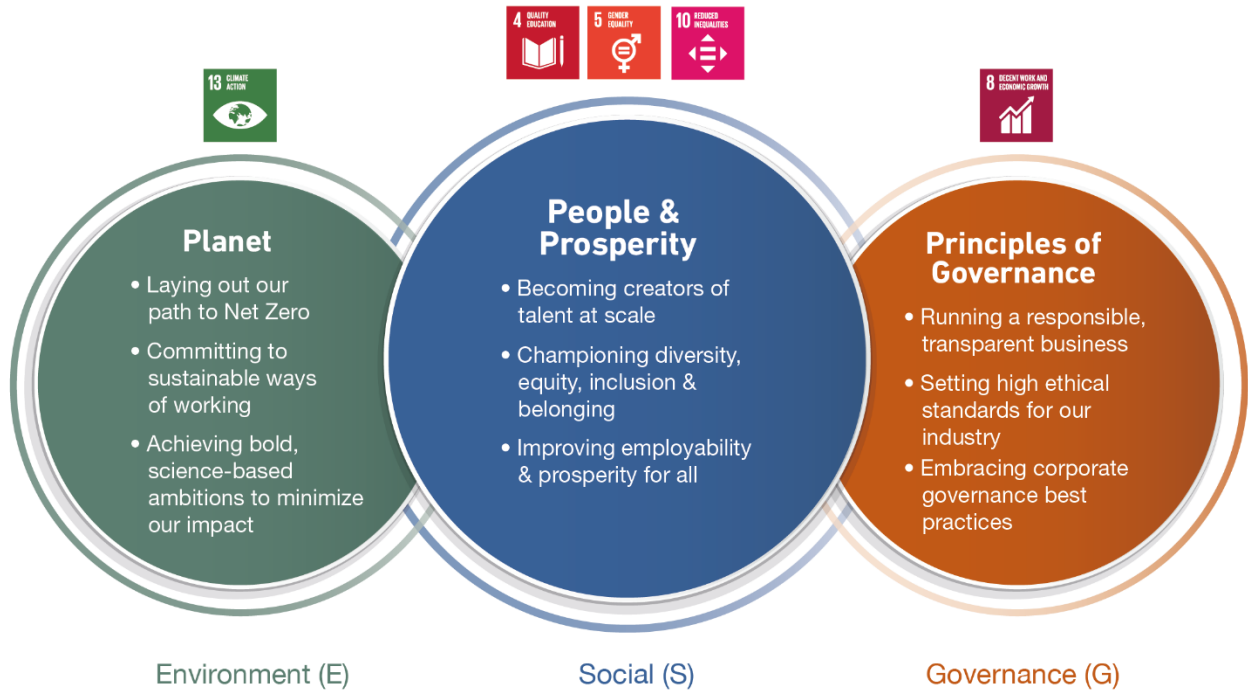 13 CLIMATE
ACTION
4 QUALITY
EDUCATION
5 GENDER
EQUALITY
10 REDUCED
INEQUALITIES
8 DECENT WORK AND
ECONOMIC GROWTH
Planet
• Laying out our
path to Net Zero
• Committing to
sustainable ways
of working
• Achieving bold,
science-based
ambitions to minimize
our impact
People &
Prosperity
• Becoming creators of
talent at scale
• Championing diversity,
equity, inclusion &
belonging
• Improving employability
& prosperity for all
Principles of
Governance
• Running a responsible,
transparent business
• Setting high ethical
standards for our
industry
• Embracing corporate
governance best
practices
Environment (E)
Social (S)
Governance (G)